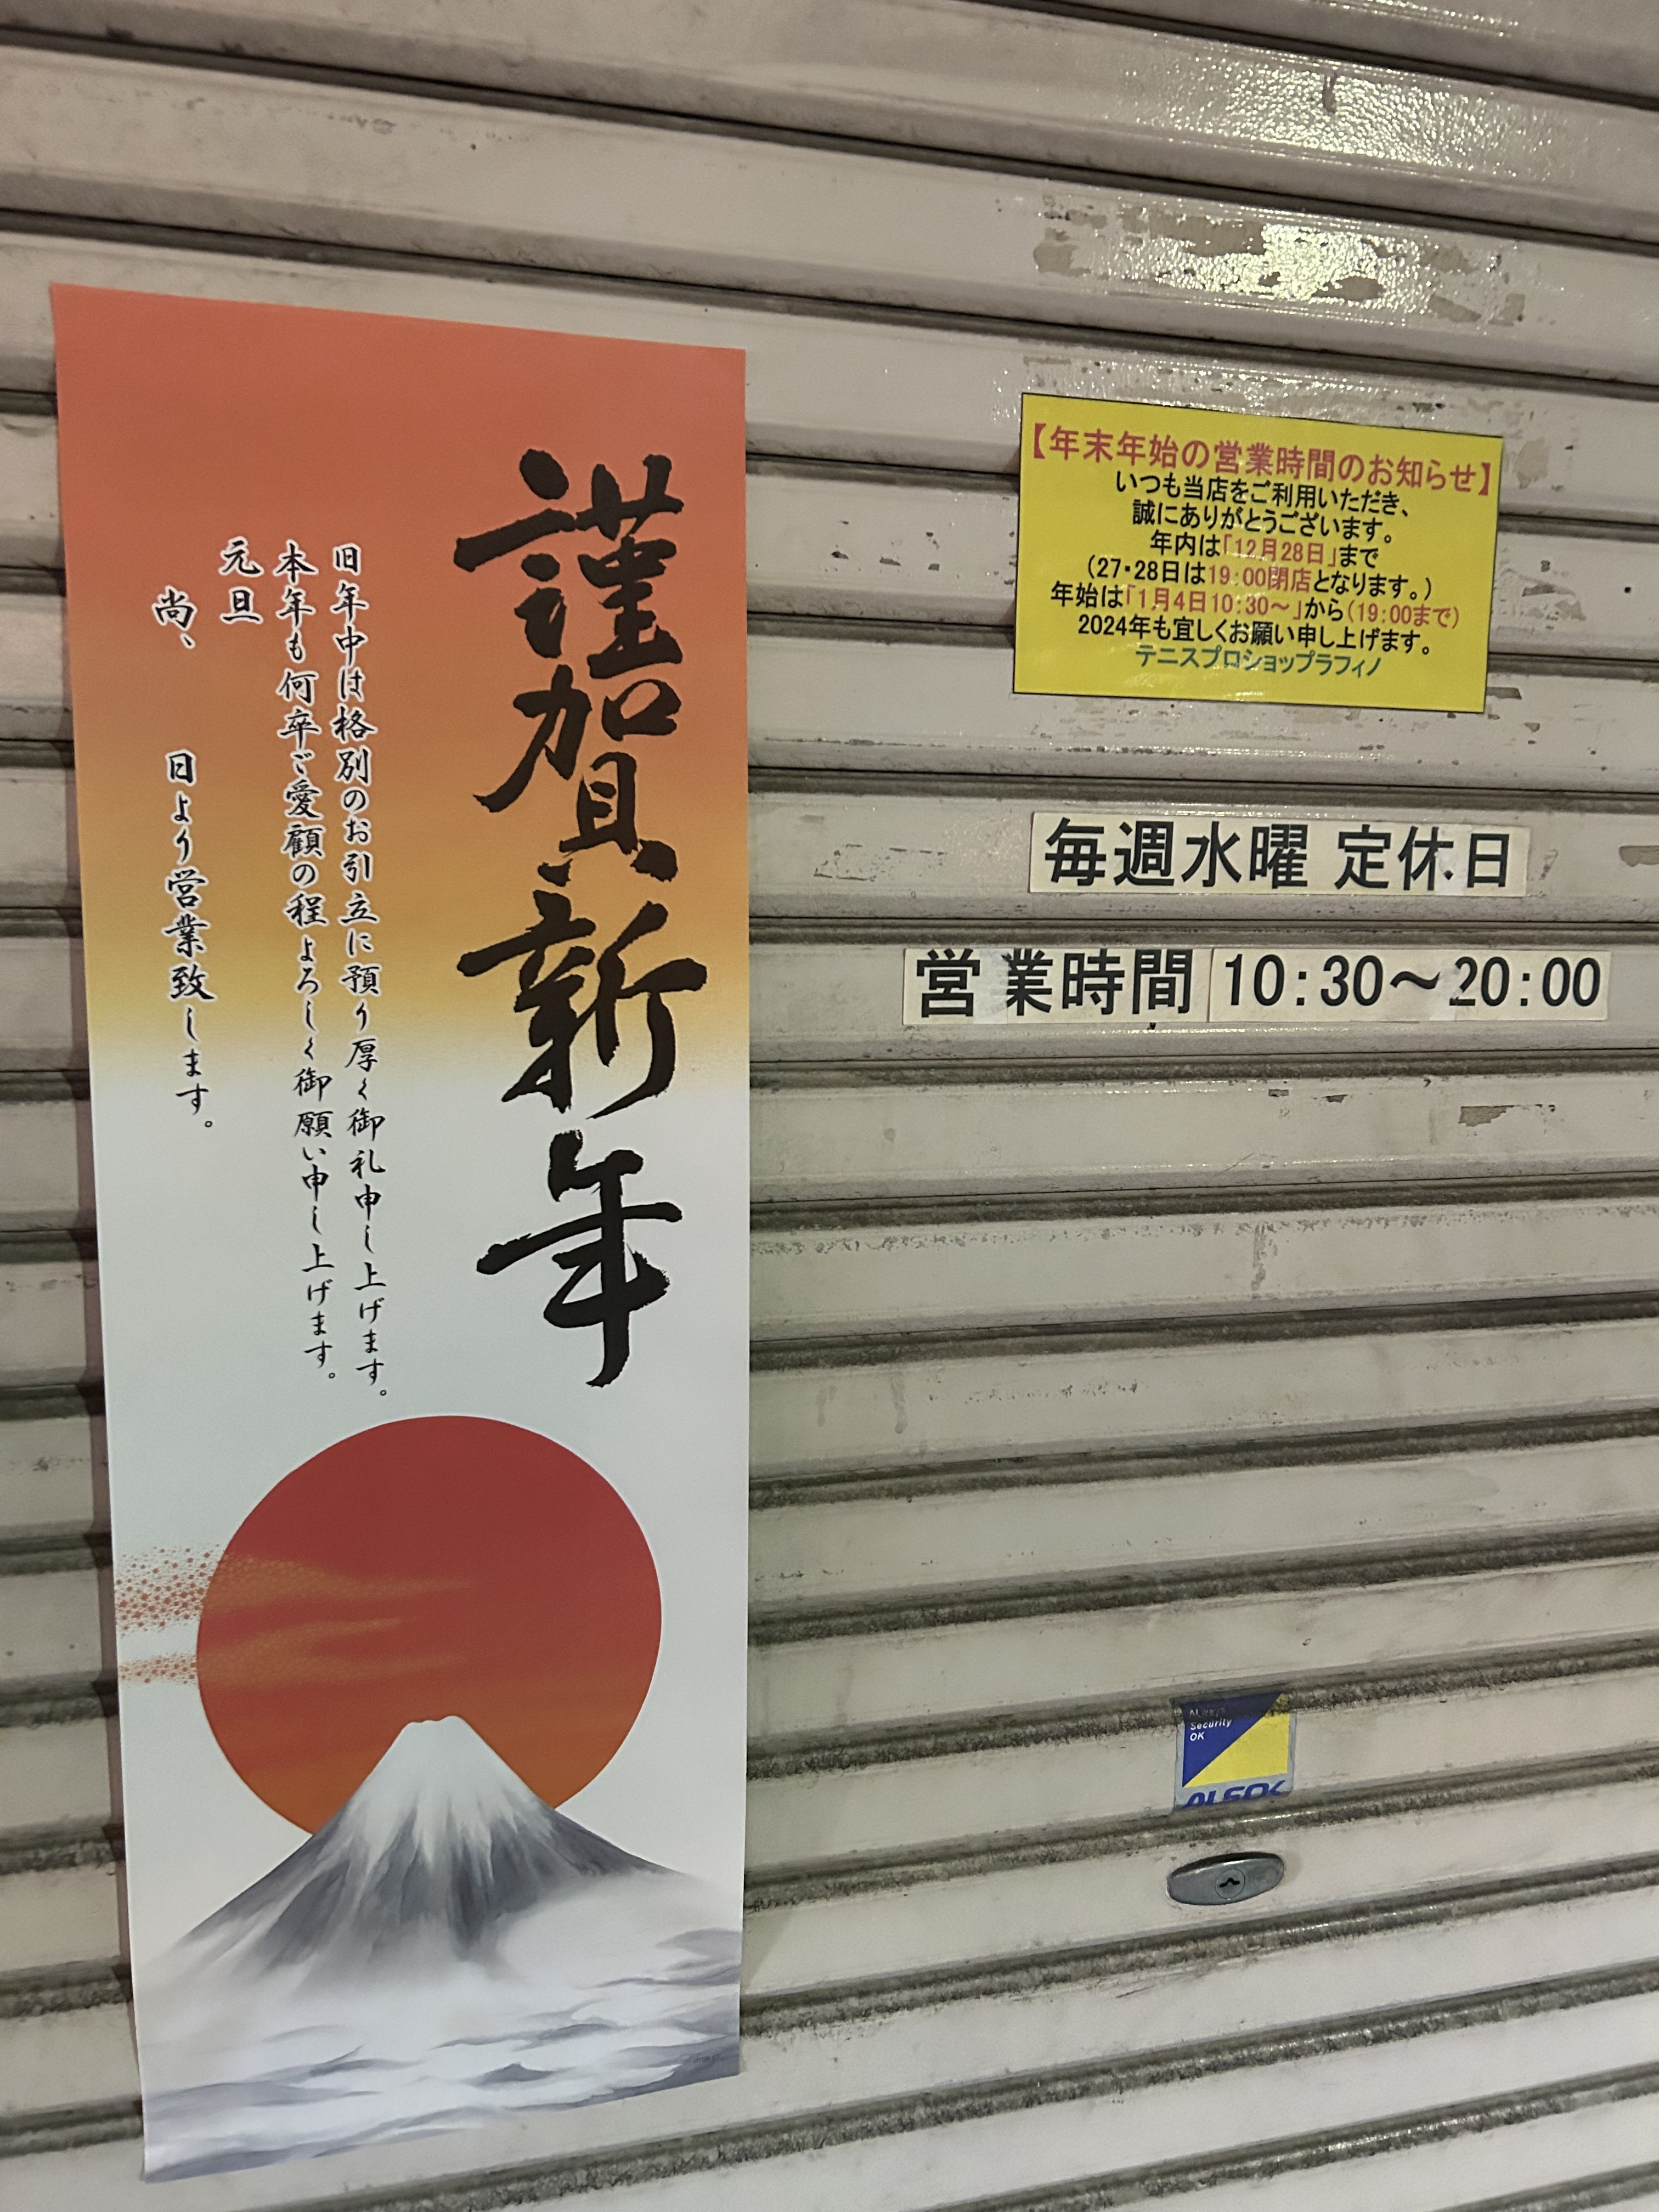 謹賀新年
旧年中は格別のお引立に預り厚く御礼申し上げます。
本年も何卒ご愛顧の程よろしく御願い申し上げます。
元旦
尚、　日より営業致します。
【年末年始の営業時間のお知らせ】
いつも当店をご利用いただき、
誠にありがとうございます。
年内は「12月28日」まで
(27・28日は19:00閉店となります。)
年始は「1月4日10:30～」から(19:00まで)
2024年も宜しくお願い申し上げます。
テニスプロショップラフィノ
毎週水曜 定休日
営業時間 10:30～20:00
Security
OK
ALSOK